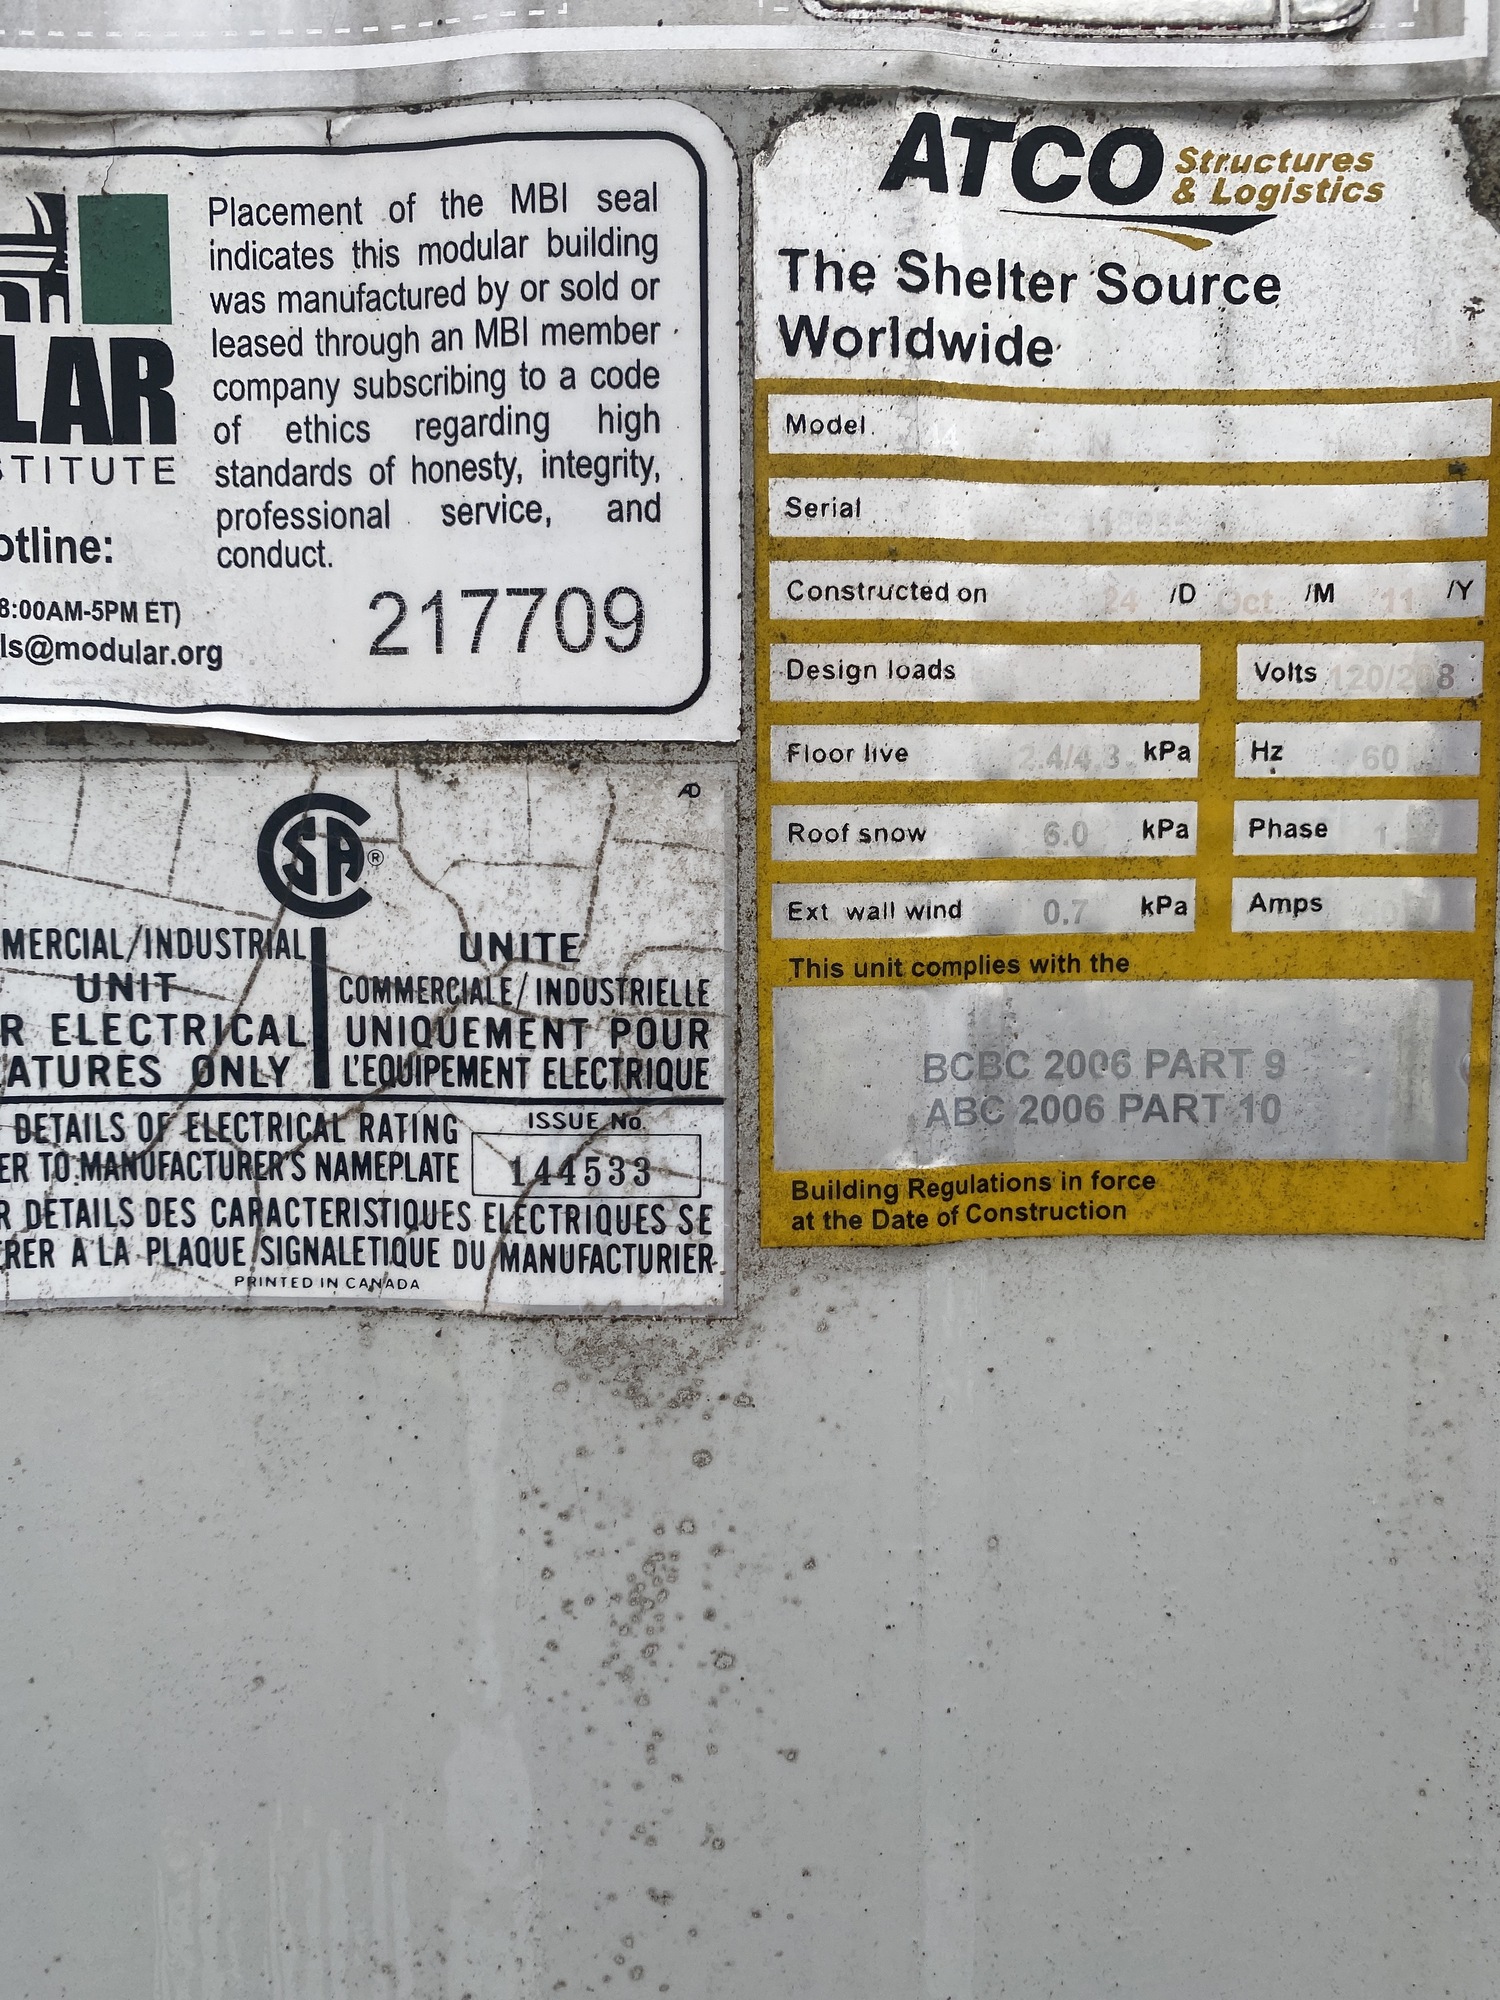 Placement of the MBI seal
indicates this modular building
was manufactured by or sold or
leased through an MBI member
company subscribing to a code
of ethics regarding high
standards of honesty, integrity,
professional service, and
conduct.
LAR
STITUTE
otline:
8:00AM-5PM ET)
ls@modular.org
217709
CSA®
AD
MERCIAL/INDUSTRIAL
UNIT
R ELECTRICAL
ATURES ONLY
UNITE
COMMERCIALE/INDUSTRIELLE
UNIQUEMENT POUR
L'EQUIPEMENT ELECTRIQUE
DETAILS OF ELECTRICAL RATING
ER TO MANUFACTURER'S NAMEPLATE
ISSUE No.
144533
R DETAILS DES CARACTERISTIQUES ELECTRIQUES SE
ERER A LA PLAQUE SIGNALETIQUE DU MANUFACTURIER
PRINTED IN CANADA
ATCO Structures
& Logistics
The Shelter Source
Worldwide
Model
Serial
Constructed on 24 /D Oct /M 11 /Y
Design loads
Volts 120/208
Floor live 2.4/4.8 kPa
Hz 60
Roof snow 6.0 kPa
Phase 1
Ext wall wind 0.7 kPa
Amps
This unit complies with the
BCBC 2006 PART 9
ABC 2006 PART 10
Building Regulations in force
at the Date of Construction